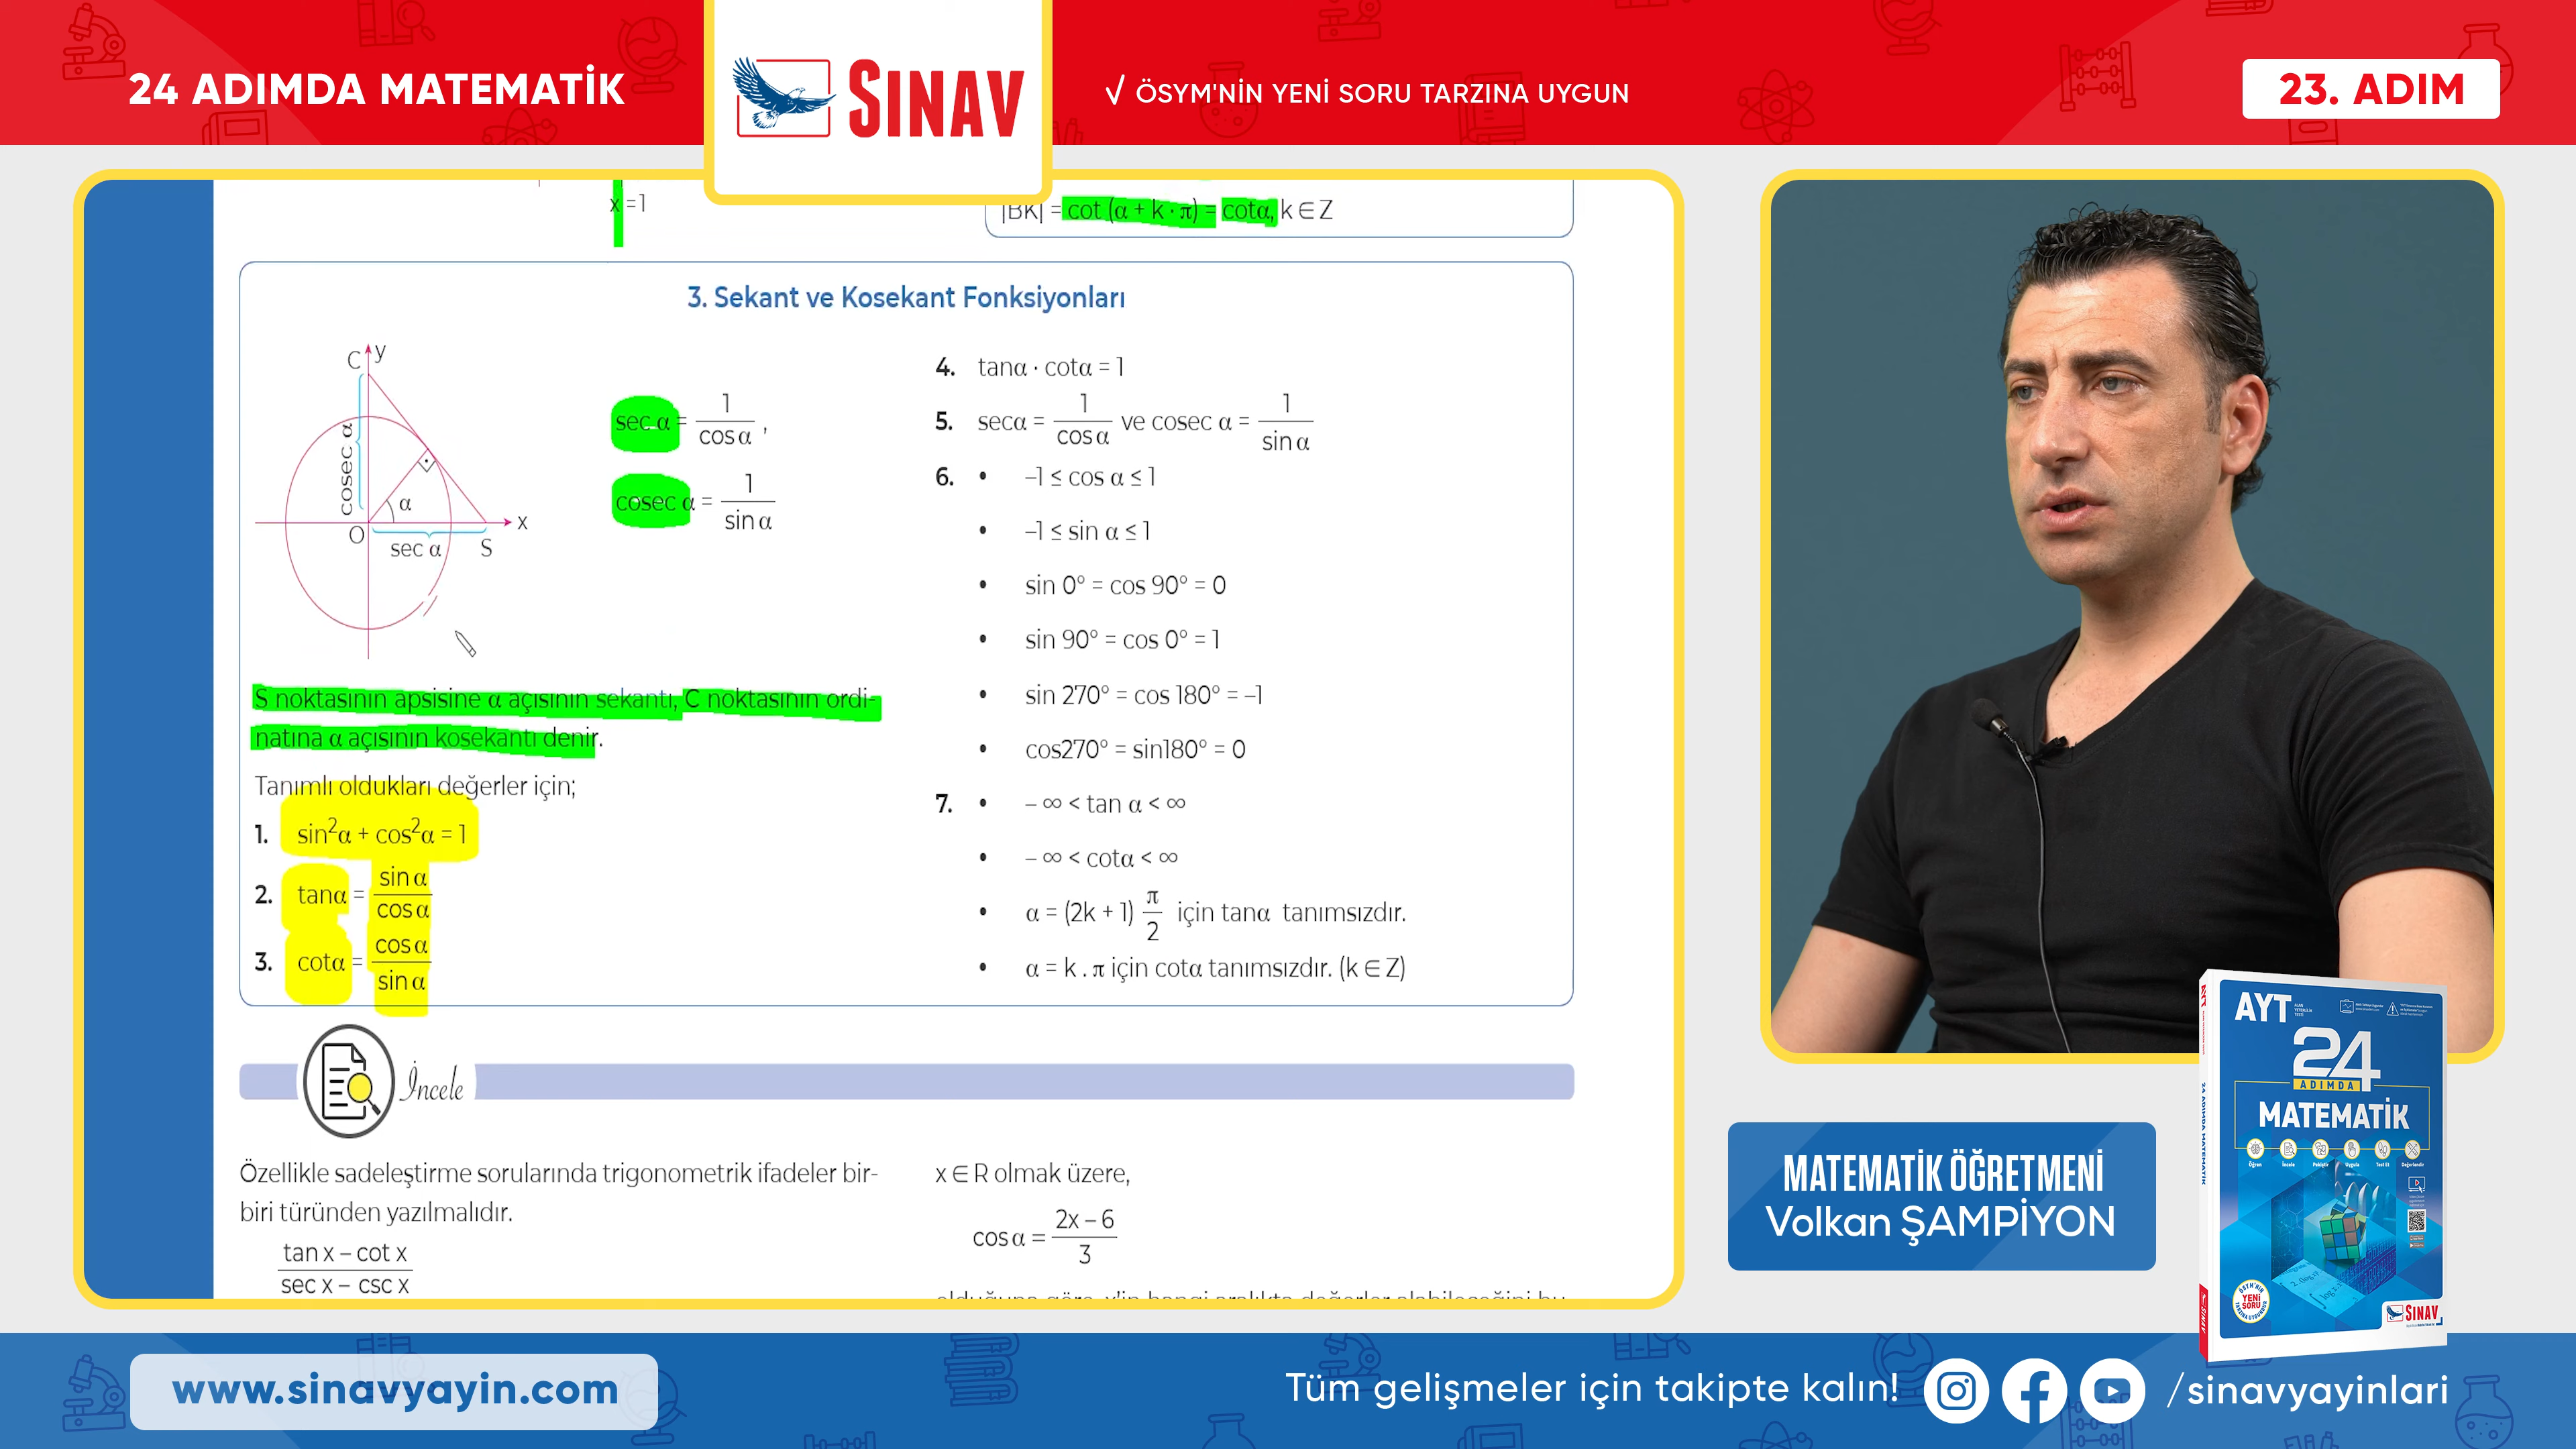 24 ADIMDA MATEMATİK
SINAV
√ ÖSYM'NİN YENİ SORU TARZINA UYGUN
23. ADIM
x =1
|BK| = cot (α + k · π) = cotα, k ∈ Z
3. Sekant ve Kosekant Fonksiyonları
C y
cosec α
α
O
x
sec α
S
sec α = 1/cos α ,
cosec α = 1/sin α
S noktasının apsisine α açısının sekantı, C noktasının ordi-
natına α açısının kosekantı denir.
Tanımlı oldukları değerler için;
1. sin²α + cos²α = 1
2. tanα = sin α/cos α
3. cotα = cos α/sin α
4. tanα · cotα = 1
5. secα = 1/cos α ve cosec α = 1/sin α
6. • –1 ≤ cos α ≤ 1
• –1 ≤ sin α ≤ 1
• sin 0° = cos 90° = 0
• sin 90° = cos 0° = 1
• sin 270° = cos 180° = –1
• cos270° = sin180° = 0
7. • – ∞ < tan α < ∞
• – ∞ < cotα < ∞
• α = (2k + 1) π/2 için tanα tanımsızdır.
• α = k . π için cotα tanımsızdır. (k ∈ Z)
İncele
Özellikle sadeleştirme sorularında trigonometrik ifadeler bir-
biri türünden yazılmalıdır.
tan x – cot x
sec x – csc x
x ∈ R olmak üzere,
cos α = 2x – 6/3
MATEMATİK ÖĞRETMENİ
Volkan ŞAMPİYON
AYT
24
ADIMDA
MATEMATİK
YENİ
SORU
SINAV
www.sinavyayin.com
Tüm gelişmeler için takipte kalın!
/sinavyayinlari